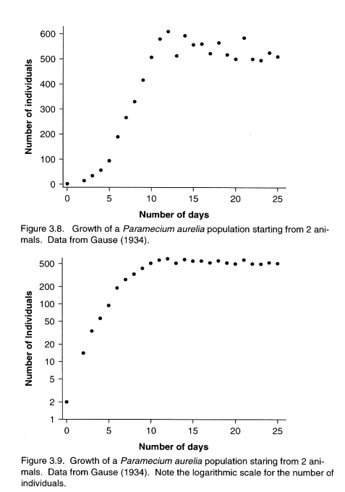 600
500
400
300
200
100
0
Number of individuals
0 5 10 15 20 25
Number of days
Figure 3.8. Growth of a Paramecium aurelia population starting from 2 ani-
mals. Data from Gause (1934).
500
200
100
50
20
10
5
2
1
Number of individuals
0 5 10 15 20 25
Number of days
Figure 3.9. Growth of a Paramecium aurelia population staring from 2 ani-
mals. Data from Gause (1934). Note the logarithmic scale for the number of
individuals.